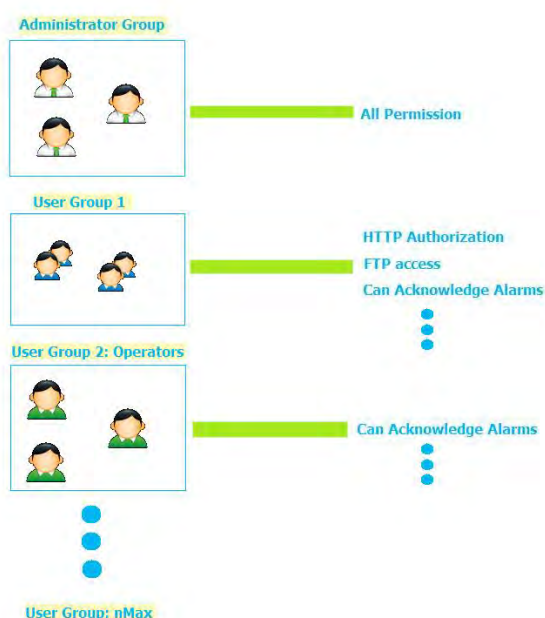 Administrator Group
All Permission
User Group 1
HTTP Authorization
FTP access
Can Acknowledge Alarms
User Group 2: Operators
Can Acknowledge Alarms
User Group: nMax